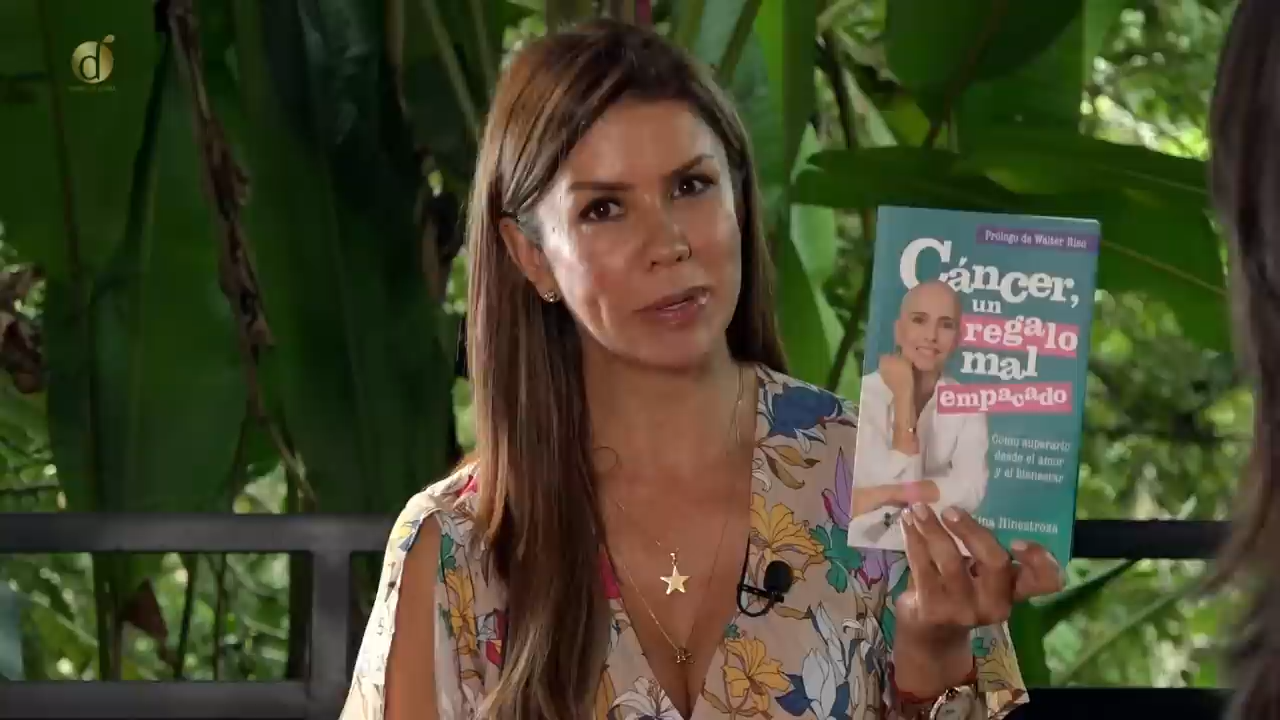 d
Prólogo de Walter Riso
Cáncer,
un
regalo
mal
empacado
Cómo superarlo
desde el amor
y el bienestar
Hinestroza